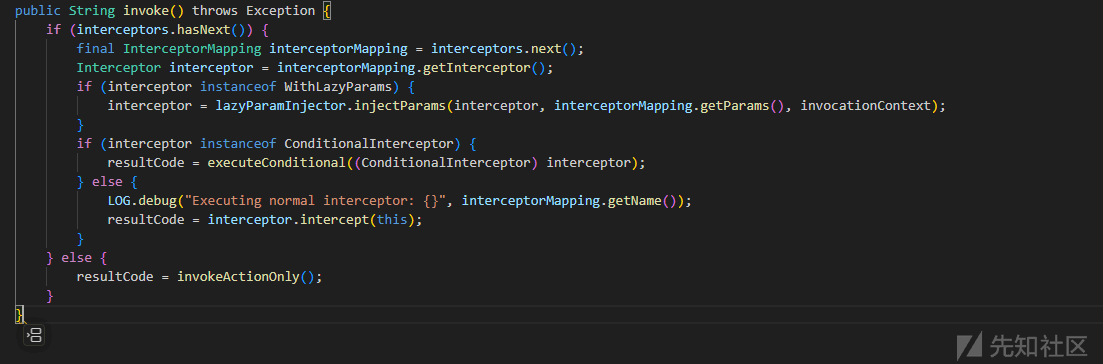 public String invoke() throws Exception {
    if (interceptors.hasNext()) {
        final InterceptorMapping interceptorMapping = interceptors.next();
        Interceptor interceptor = interceptorMapping.getInterceptor();
        if (interceptor instanceof WithLazyParams) {
            interceptor = lazyParamInjector.injectParams(interceptor, interceptorMapping.getParams(), invocationContext);
        }
        if (interceptor instanceof ConditionalInterceptor) {
            resultCode = executeConditional((ConditionalInterceptor) interceptor);
        } else {
            LOG.debug("Executing normal interceptor: {}", interceptorMapping.getName());
            resultCode = interceptor.intercept(this);
        }
    } else {
        resultCode = invokeActionOnly();
    }
}
先知社区